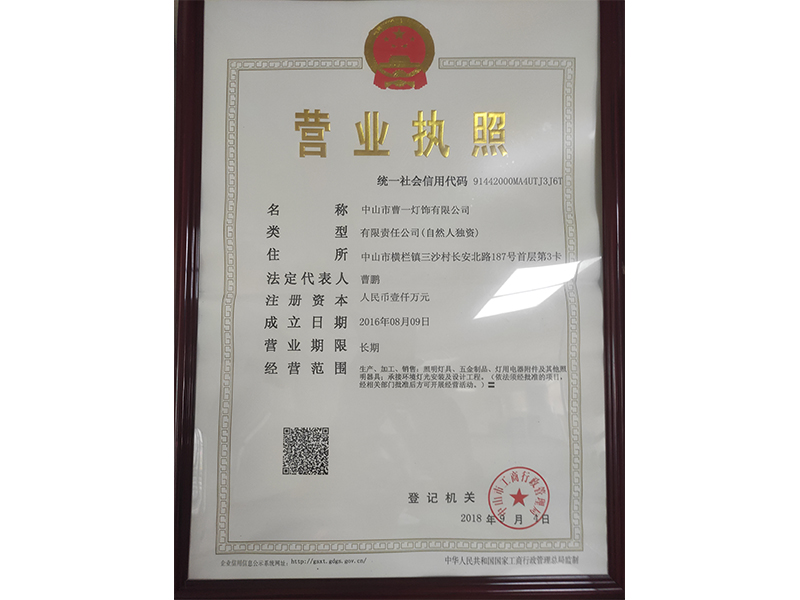 营业执照
统一社会信用代码 91442000MA4UTJ3J6T
名 称 中山市曹一灯饰有限公司
类 型 有限责任公司(自然人独资)
住 所 中山市横栏镇三沙村长安北路187号首层第3卡
法定代表人 曹鹏
注册资本 人民币壹仟万元
成立日期 2016年08月09日
营业期限 长期
经营范围 生产、加工、销售：照明灯具、五金制品、灯用电器附件及其他照
明器具；承接环境灯光安装及设计工程。（依法须经批准的项目，
经相关部门批准后方可开展经营活动。）〓
登记机关
中山市工商行政管理局
2018 年 9 月 4 日
企业信用信息公示系统网址：http://gsxt.gdgs.gov.cn/
中华人民共和国国家工商行政管理总局监制